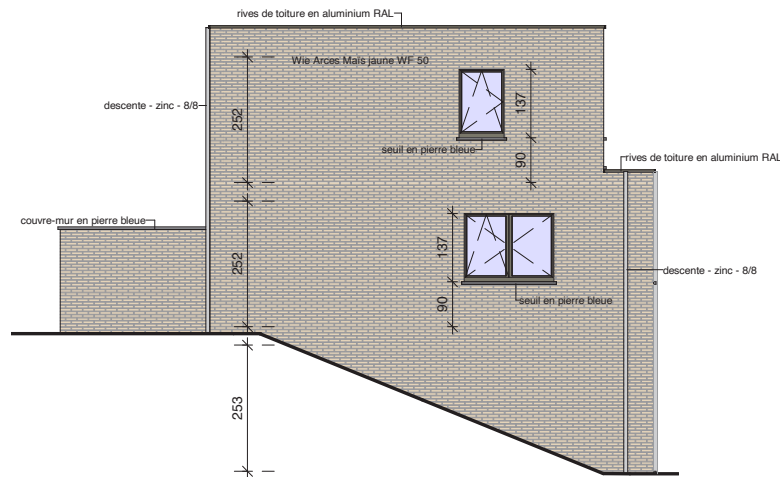 rives de toiture en aluminium RAL
Wie Arces Maïs jaune WF 50
descente - zinc - 8/8
252
137
seuil en pierre bleue
90
rives de toiture en aluminium RAL
couvre-mur en pierre bleue
252
137
descente - zinc - 8/8
90
seuil en pierre bleue
253